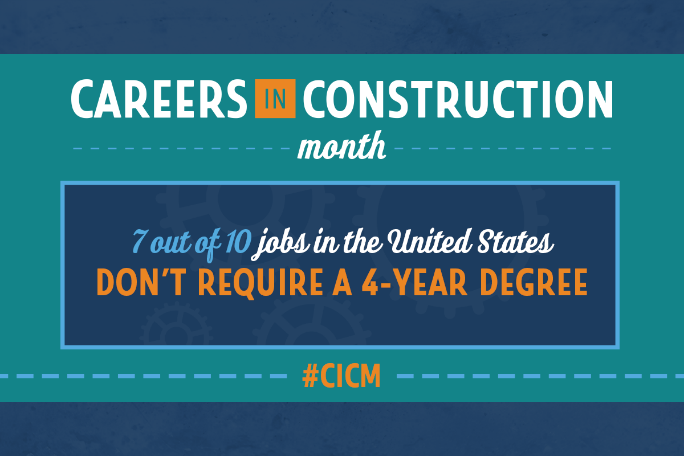 CAREERS IN CONSTRUCTION
month
7 out of 10 jobs in the United States
DON'T REQUIRE A 4-YEAR DEGREE
#CICM